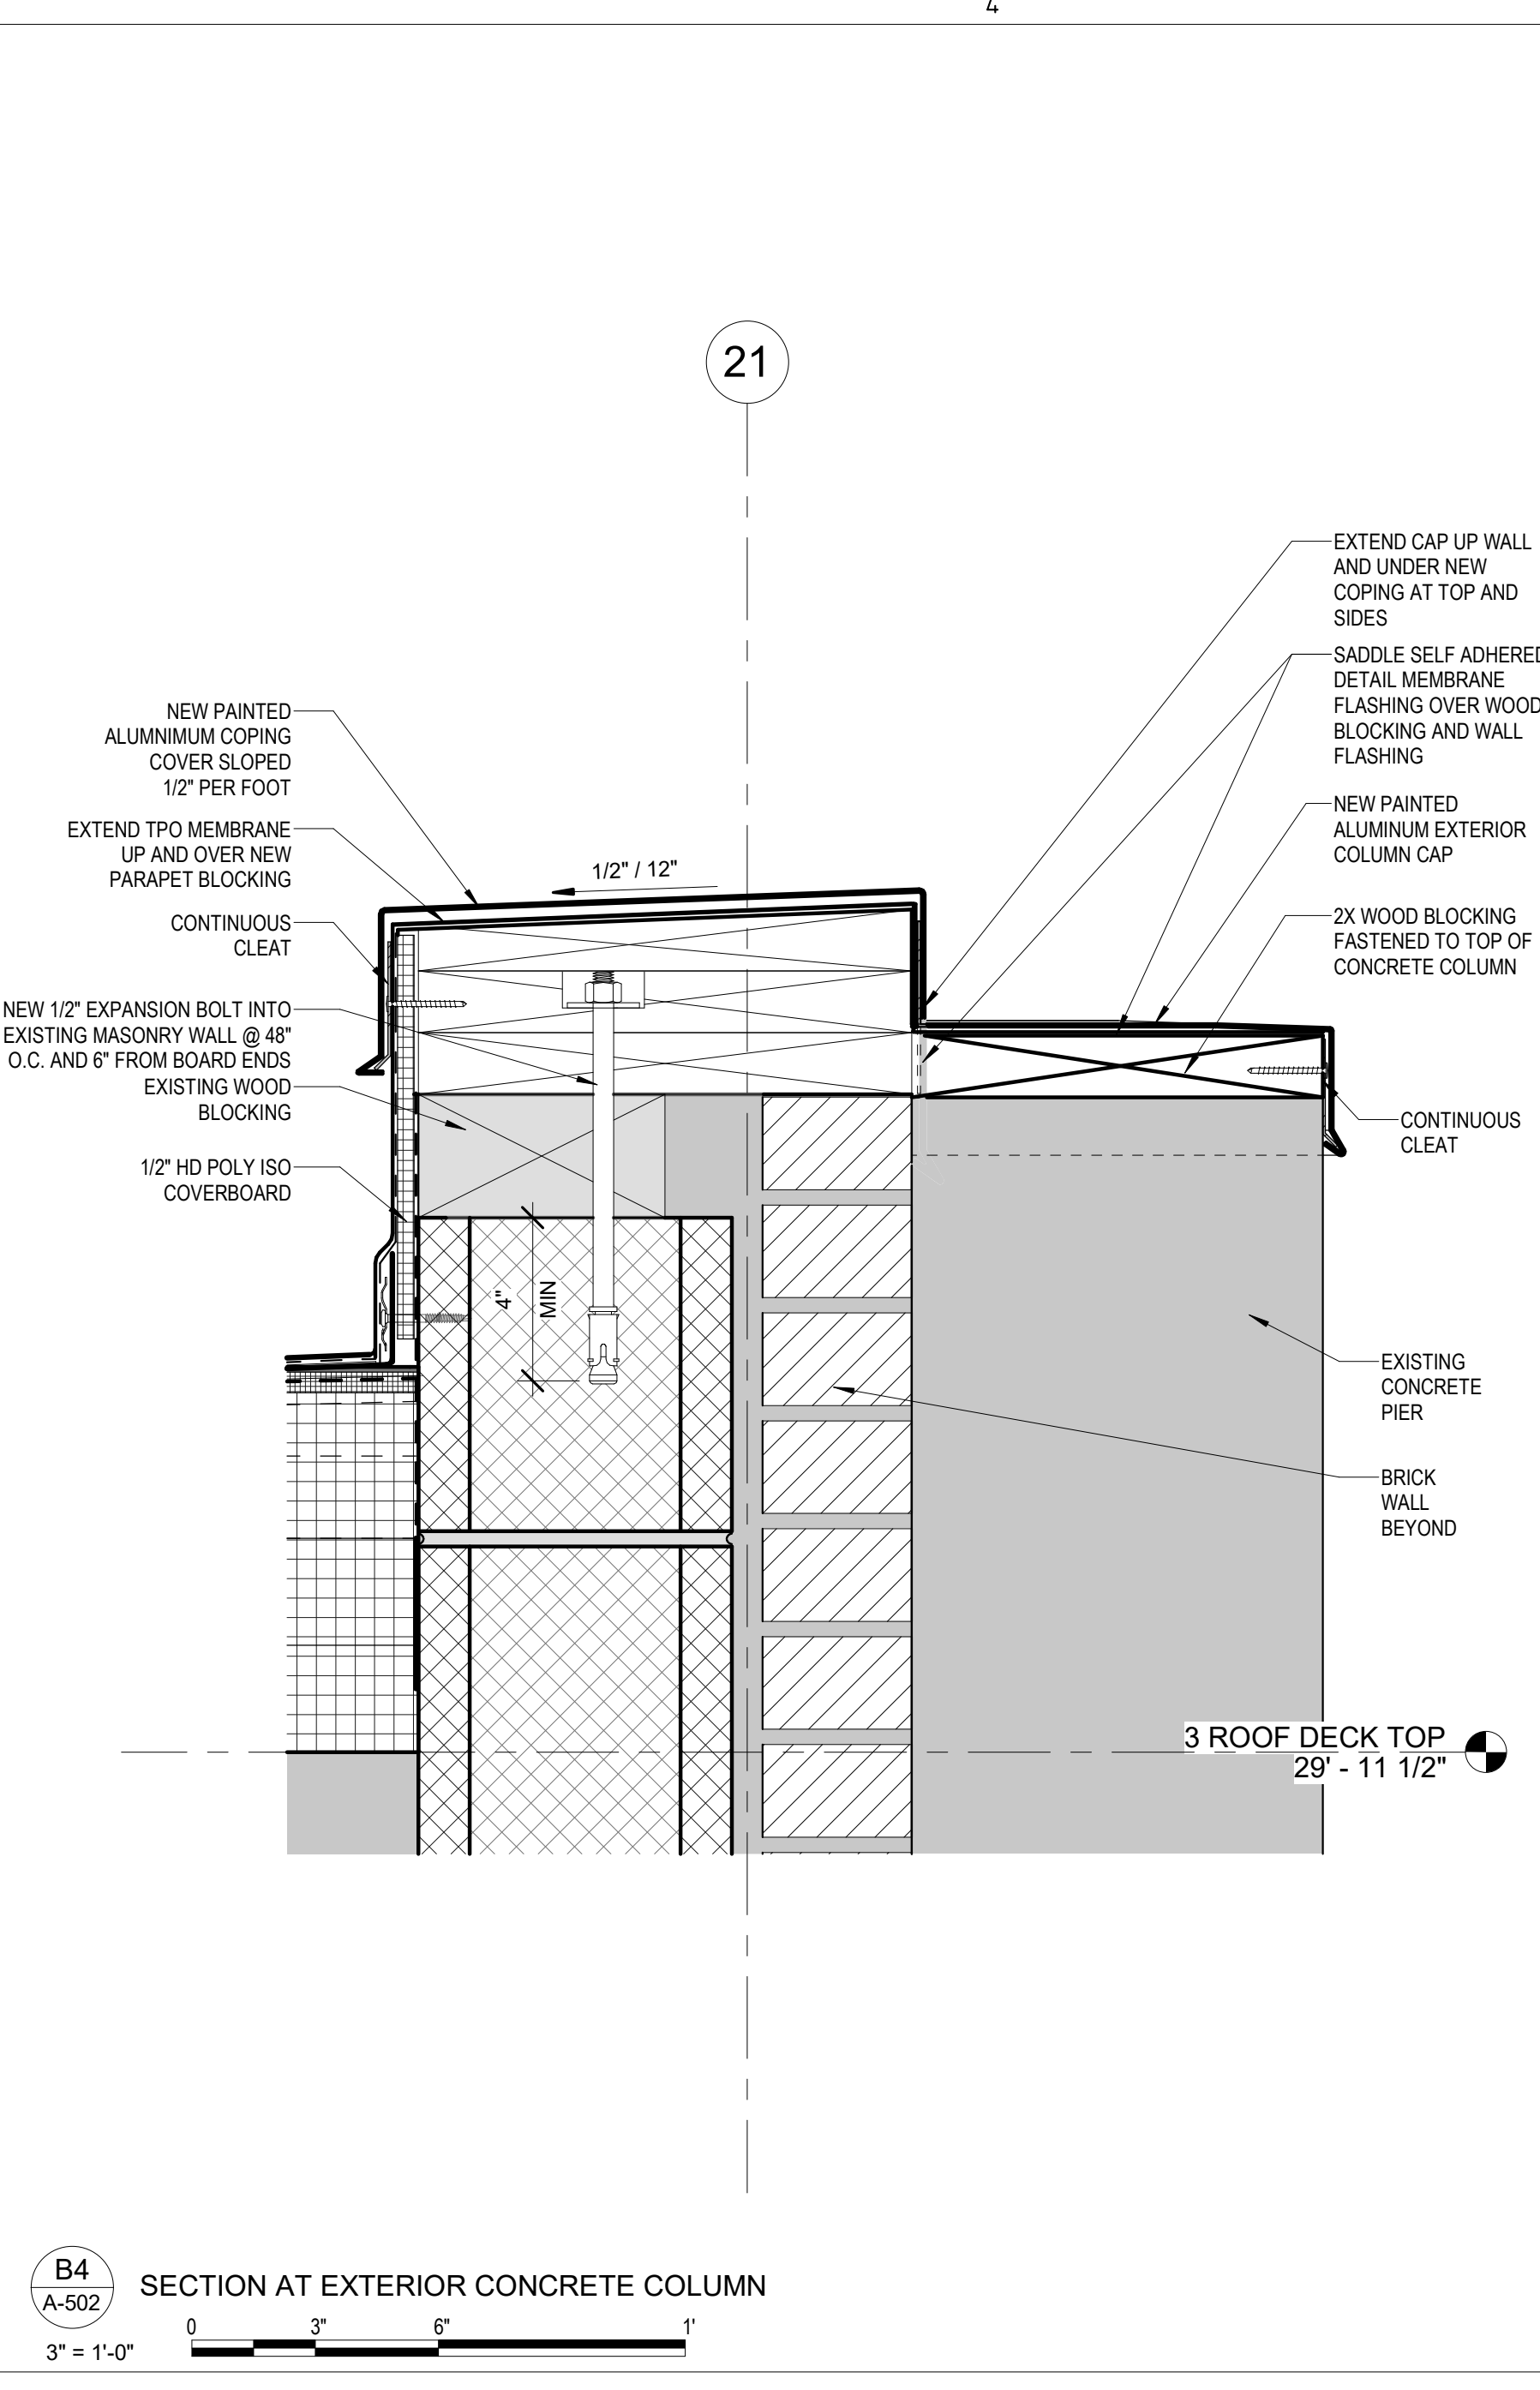 4
21
EXTEND CAP UP WALL
AND UNDER NEW
COPING AT TOP AND
SIDES
SADDLE SELF ADHERED
DETAIL MEMBRANE
FLASHING OVER WOOD
BLOCKING AND WALL
FLASHING
NEW PAINTED
ALUMINUM EXTERIOR
COLUMN CAP
2X WOOD BLOCKING
FASTENED TO TOP OF
CONCRETE COLUMN
CONTINUOUS
CLEAT
NEW PAINTED
ALUMNIMUM COPING
COVER SLOPED
1/2" PER FOOT
EXTEND TPO MEMBRANE
UP AND OVER NEW
PARAPET BLOCKING
CONTINUOUS
CLEAT
NEW 1/2" EXPANSION BOLT INTO
EXISTING MASONRY WALL @ 48"
O.C. AND 6" FROM BOARD ENDS
EXISTING WOOD
BLOCKING
1/2" HD POLY ISO
COVERBOARD
1/2" / 12"
4"
MIN
EXISTING
CONCRETE
PIER
BRICK
WALL
BEYOND
3 ROOF DECK TOP
29' - 11 1/2"
B4
A-502
SECTION AT EXTERIOR CONCRETE COLUMN
0 3" 6" 1'
3" = 1'-0"